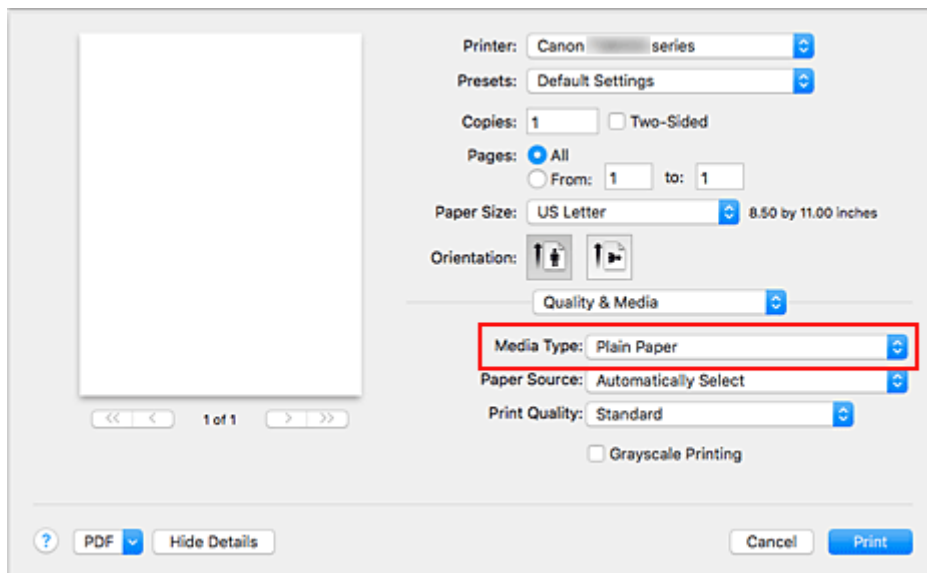 Printer: Canon series
Presets: Default Settings
Copies: 1 Two-Sided
Pages: All
From: 1 to: 1
Paper Size: US Letter 8.50 by 11.00 inches
Orientation:
Quality & Media
Media Type: Plain Paper
Paper Source: Automatically Select
Print Quality: Standard
Grayscale Printing
<< < 1 of 1 > >>
? PDF Hide Details Cancel Print